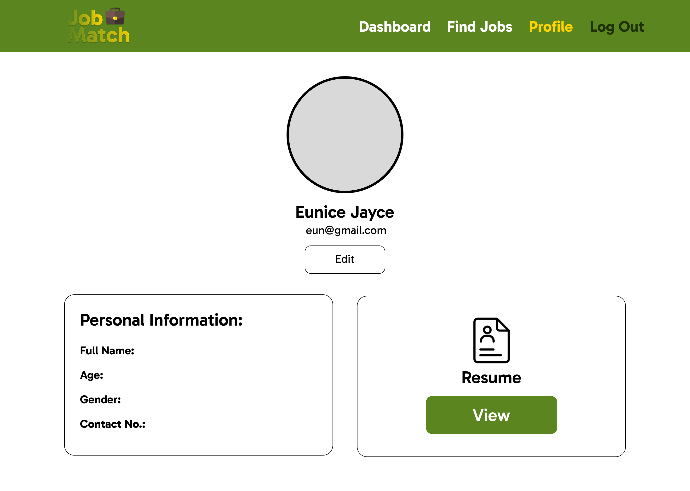 Job
Match
Dashboard Find Jobs Profile Log Out
Eunice Jayce
eun@gmail.com
Edit
Personal Information:
Full Name:
Age:
Gender:
Contact No.:
Resume
View